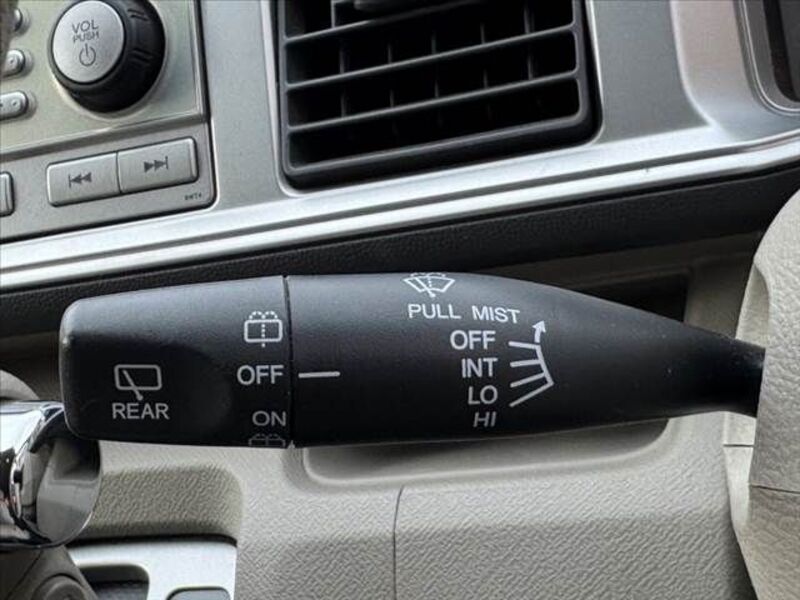 VOL
PUSH
PULL MIST
OFF
INT
LO
HI
OFF
REAR
ON